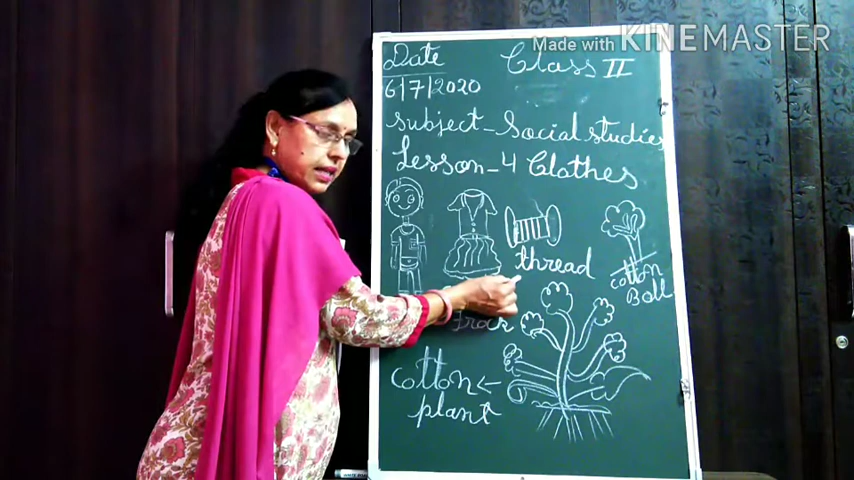 Made with KINEMASTER
Date Class II
6/7/2020
Subject - Social studies
Lesson - 4 Clothes
thread
cotton
Boll
Frock
cotton ←
plant